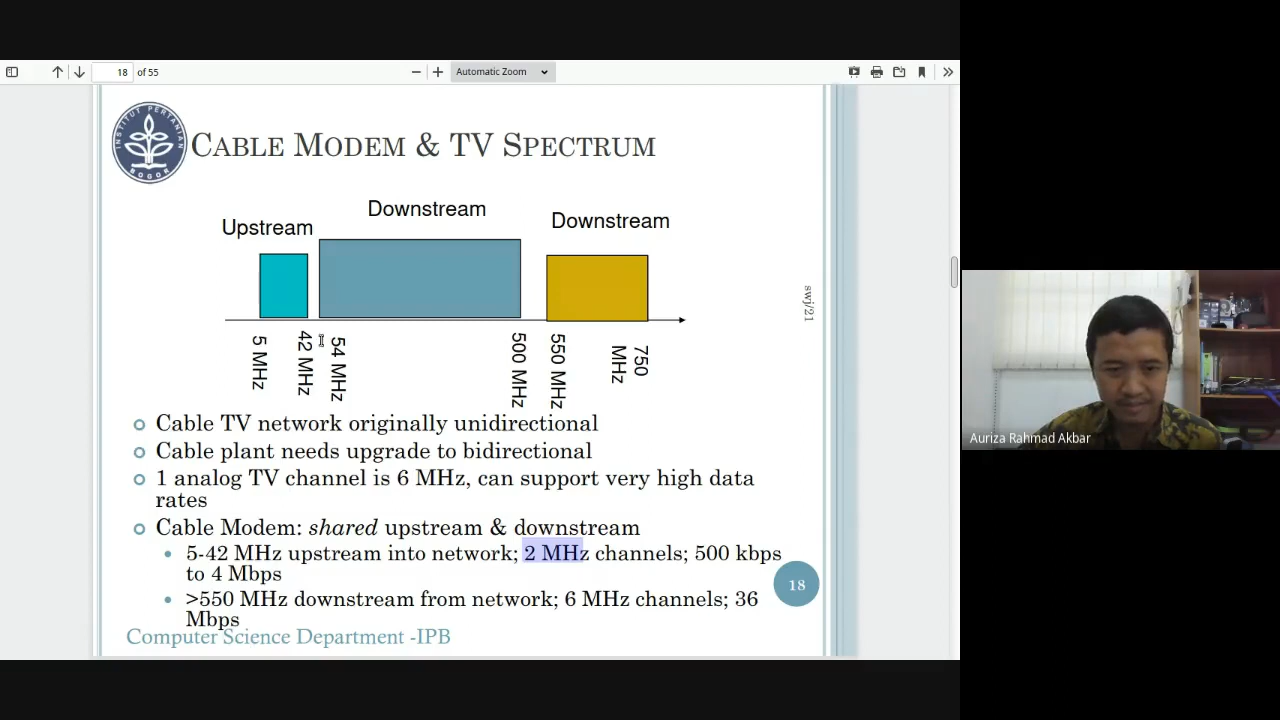 18 of 55
Automatic Zoom
INSTITUT PERTANIAN
BOGOR
CABLE MODEM & TV SPECTRUM
Upstream
Downstream
Downstream
5 MHz
42 MHz
54 MHz
500 MHz
550 MHz
750
MHz
swj/21
Cable TV network originally unidirectional
Cable plant needs upgrade to bidirectional
1 analog TV channel is 6 MHz, can support very high data
rates
Cable Modem: shared upstream & downstream
5-42 MHz upstream into network; 2 MHz channels; 500 kbps
to 4 Mbps
>550 MHz downstream from network; 6 MHz channels; 36
Mbps
18
Computer Science Department -IPB
Auriza Rahmad Akbar